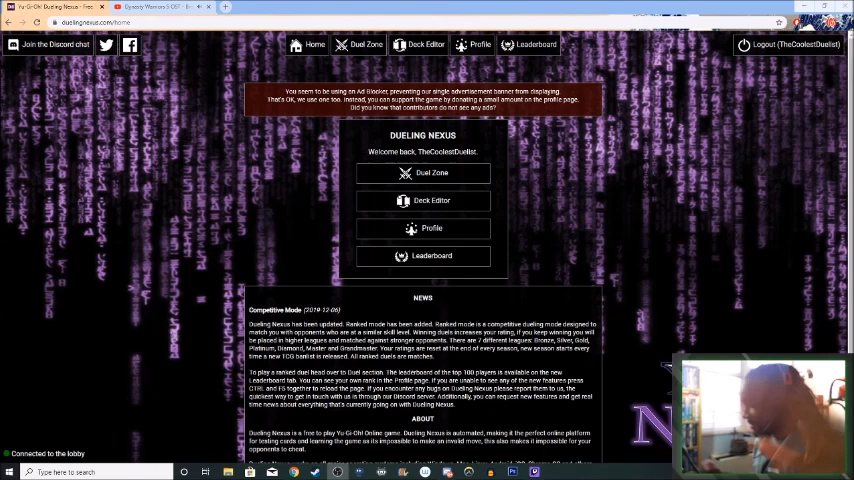 Yu-Gi-Oh! Dueling Nexus - Free
Dynasty Warriors 5 OST -
duelingnexus.com/home
Join the Discord chat
Home
Duel Zone
Deck Editor
Profile
Leaderboard
Logout (TheCoolestDuelist)
You seem to be using an Ad Blocker, preventing our single advertisement banner from displaying.
That's OK, we use one too. Instead, you can support the game by donating a small amount on the profile page.
Did you know that contributors do not see any ads?
DUELING NEXUS
Welcome back, TheCoolestDuelist.
Duel Zone
Deck Editor
Profile
Leaderboard
NEWS
Competitive Mode (2019-12-06)
Dueling Nexus has been updated. Ranked mode has been added. Ranked mode is a competitive dueling mode designed to
match you with opponents who are at a similar skill level. Winning duels increases your rating, if you keep winning you will
be placed in higher leagues and matched against stronger opponents. There are 7 different leagues: Bronze, Silver, Gold,
Platinum, Diamond, Master and Grandmaster. Your ratings are reset at the end of every season, new season starts every
time a new TCG banlist is released. All ranked duels are matches.
To play a ranked duel head over to Duel section. The leaderboard of the top 100 players is available on the new
Leaderboard tab. You can see your own rank in the Profile page. If you are unable to see any of the new features press
CTRL and F5 together to reload the page. If you encounter any bugs on Dueling Nexus please report them to us, the
quickest way to get in touch with us is through our Discord server. Additionally, you can request new features and get real
time news about everything that's currently going on with Dueling Nexus.
ABOUT
Dueling Nexus is a free to play Yu-Gi-Oh! Online game. Dueling Nexus is automated, making it the perfect online platform
for testing cards and learning the game as its impossible to make an invalid move, this also makes it impossible for your
opponents to cheat.
Connected to the lobby
Type here to search